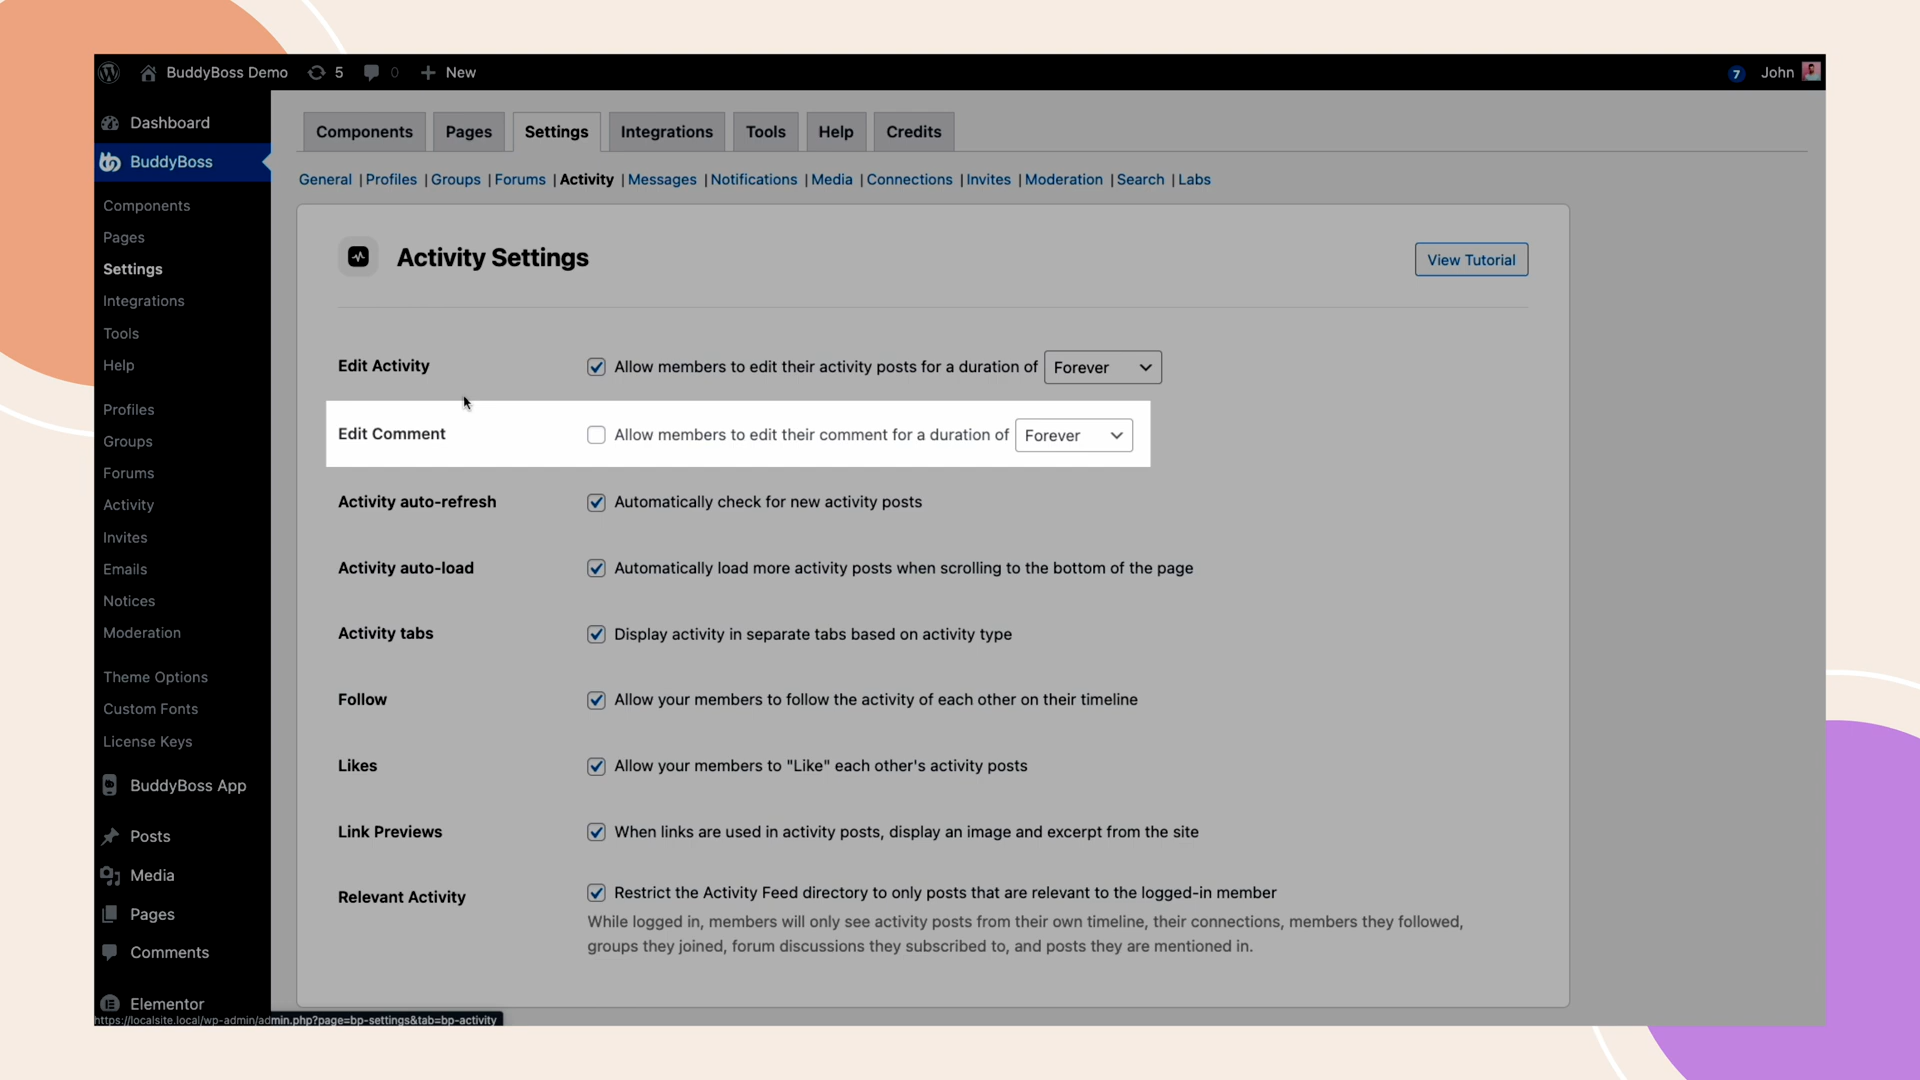 BuddyBoss Demo 5 0 New 7 John
Dashboard
BuddyBoss
Components
Pages
Settings
Integrations
Tools
Help
Profiles
Groups
Forums
Activity
Invites
Emails
Notices
Moderation
Theme Options
Custom Fonts
License Keys
BuddyBoss App
Posts
Media
Pages
Comments
Elementor
Components Pages Settings Integrations Tools Help Credits
General | Profiles | Groups | Forums | Activity | Messages | Notifications | Media | Connections | Invites | Moderation | Search | Labs
Activity Settings
View Tutorial
Edit Activity Allow members to edit their activity posts for a duration of Forever
Edit Comment Allow members to edit their comment for a duration of Forever
Activity auto-refresh Automatically check for new activity posts
Activity auto-load Automatically load more activity posts when scrolling to the bottom of the page
Activity tabs Display activity in separate tabs based on activity type
Follow Allow your members to follow the activity of each other on their timeline
Likes Allow your members to "Like" each other's activity posts
Link Previews When links are used in activity posts, display an image and excerpt from the site
Relevant Activity Restrict the Activity Feed directory to only posts that are relevant to the logged-in member
While logged in, members will only see activity posts from their own timeline, their connections, members they followed,
groups they joined, forum discussions they subscribed to, and posts they are mentioned in.
https://localsite.local/wp-admin/admin.php?page=bp-settings&tab=bp-activity